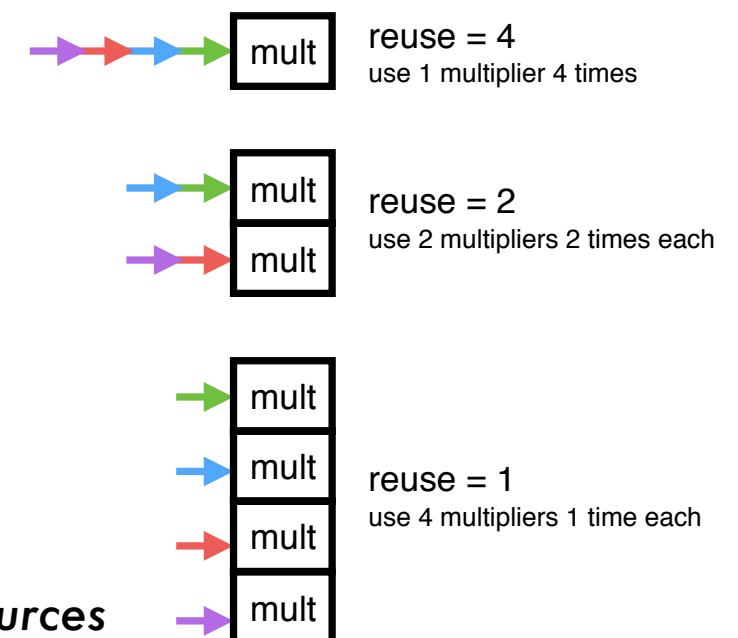 mult
reuse = 4
use 1 multiplier 4 times
mult
mult
reuse = 2
use 2 multipliers 2 times each
mult
mult
mult
mult
reuse = 1
use 4 multipliers 1 time each
urces